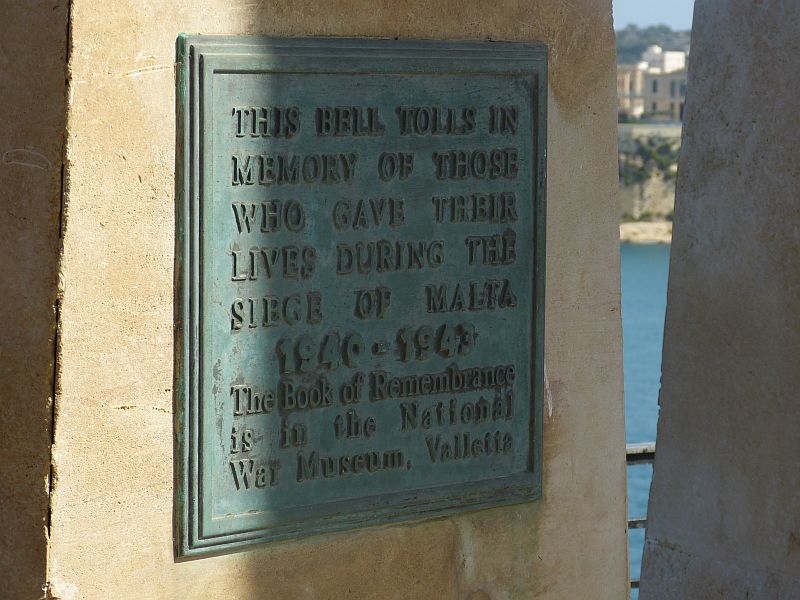 THIS BELL TOLLS IN
MEMORY OF THOSE
WHO GAVE THEIR
LIVES DURING THE
SIEGE OF MALTA
1940-1943
The Book of Remembrance
is in the National
War Museum, Valletta